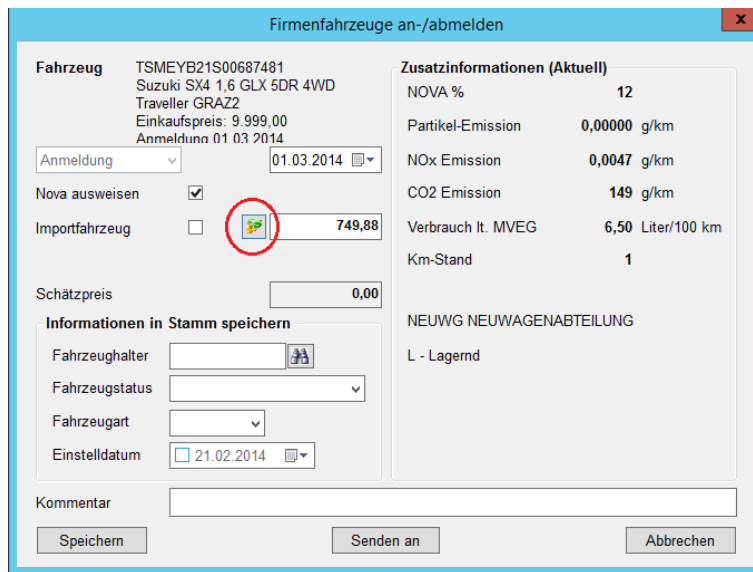 Firmenfahrzeuge an-/abmelden
x
Fahrzeug TSMEYB21S00687481
Suzuki SX4 1,6 GLX 5DR 4WD
Traveller GRAZ2
Einkaufspreis: 9.999,00
Anmeldung 01.03.2014
Anmeldung 01.03.2014
Nova ausweisen
Importfahrzeug 749,88
Schätzpreis 0,00
Informationen in Stamm speichern
Fahrzeughalter
Fahrzeugstatus
Fahrzeugart
Einstelldatum 21.02.2014
Zusatzinformationen (Aktuell)
NOVA % 12
Partikel-Emission 0,00000 g/km
NOx Emission 0,0047 g/km
CO2 Emission 149 g/km
Verbrauch lt. MVEG 6,50 Liter/100 km
Km-Stand 1
NEUWG NEUWAGENABTEILUNG
L - Lagernd
Kommentar
Speichern Senden an Abbrechen